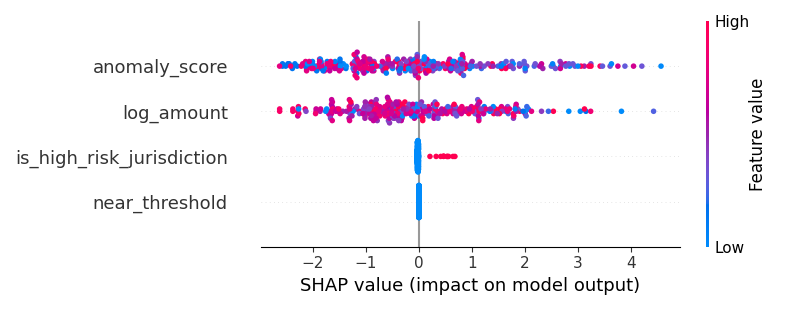 High
anomaly_score
log_amount
is_high_risk_jurisdiction
near_threshold
Feature value
Low
−2 −1 0 1 2 3 4
SHAP value (impact on model output)